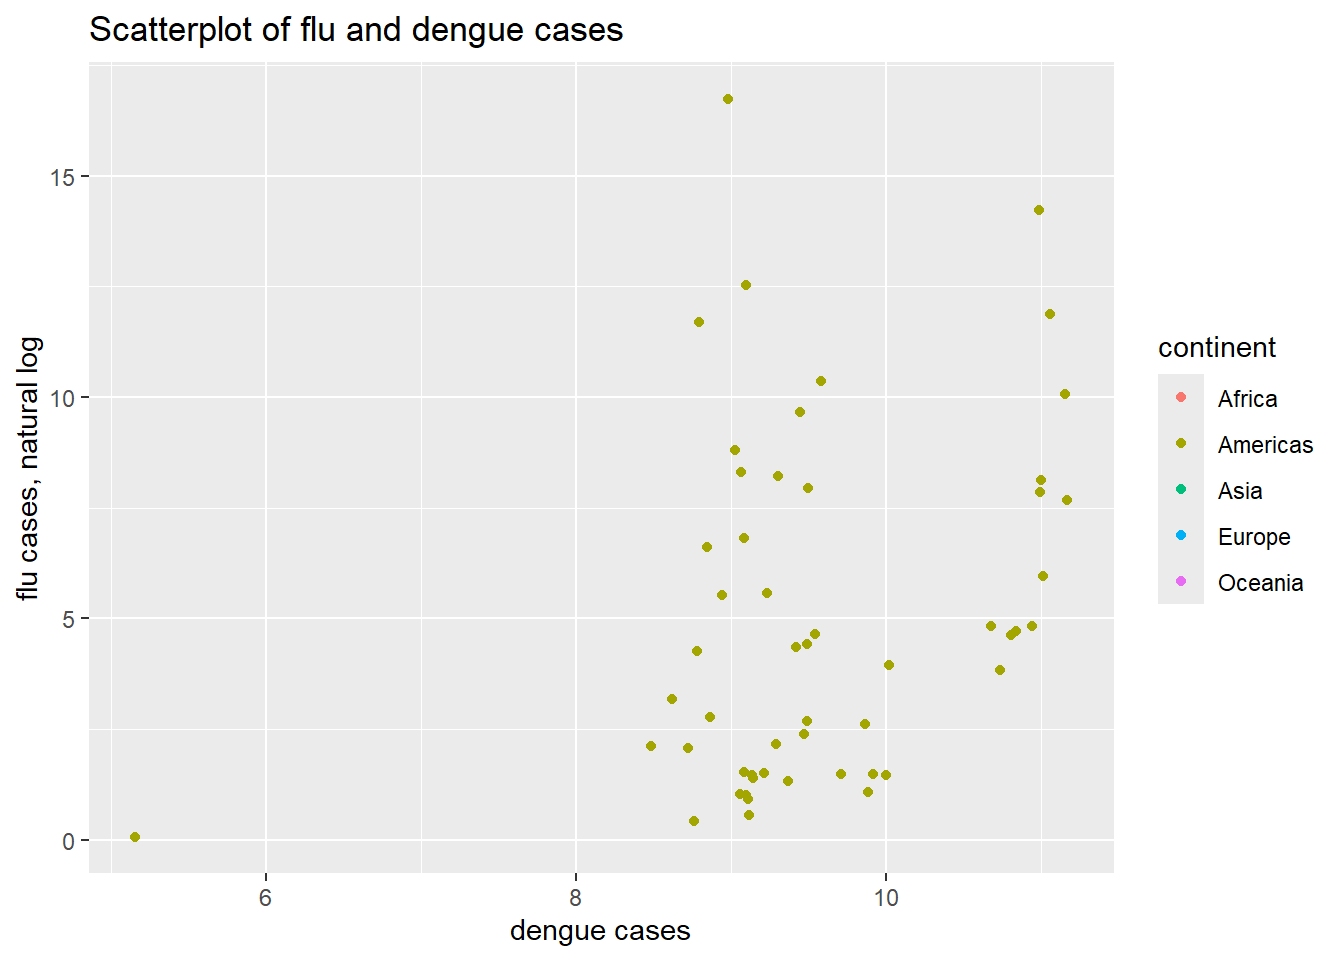 Scatterplot of flu and dengue cases
flu cases, natural log
15
10
5
0
6
8
10
dengue cases
continent
Africa
Americas
Asia
Europe
Oceania